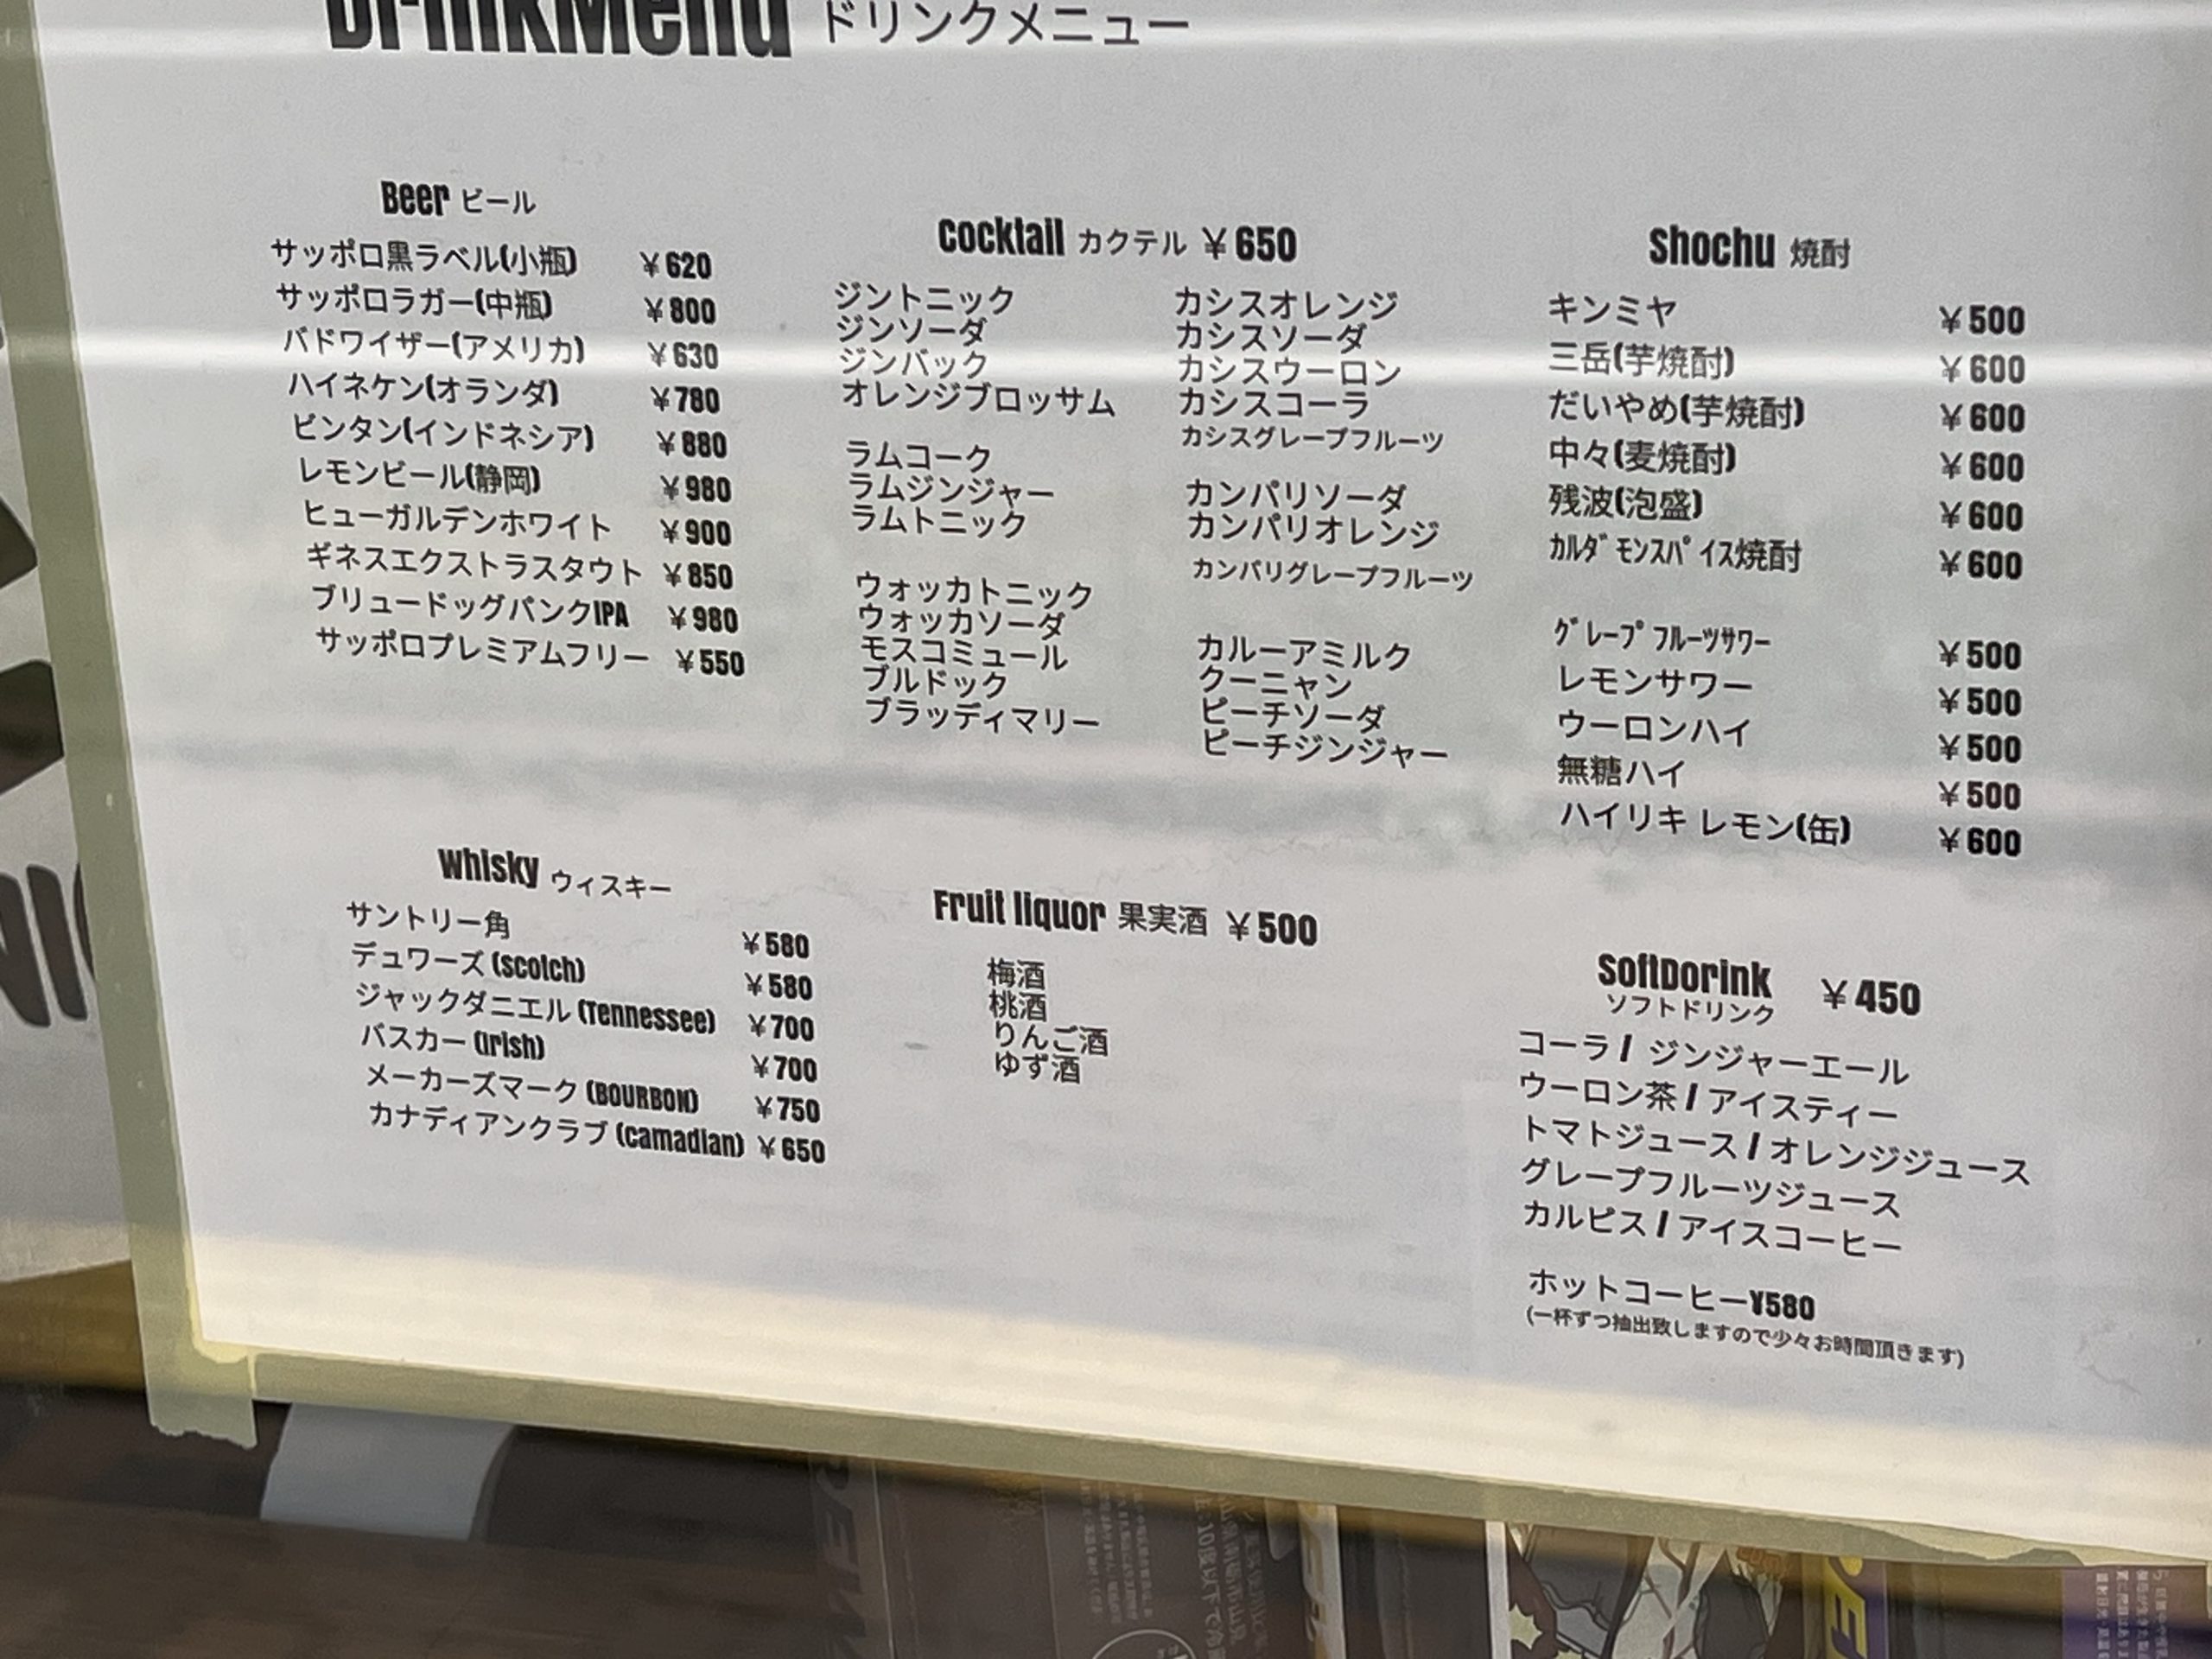 DrinkMenu ドリンクメニュー
Beer ビール
サッポロ黒ラベル(小瓶) ￥620
サッポロラガー(中瓶) ￥800
バドワイザー(アメリカ) ￥630
ハイネケン(オランダ) ￥780
ビンタン(インドネシア) ￥880
レモンビール(静岡) ￥980
ヒューガルデンホワイト ￥900
ギネスエクストラスタウト ￥850
ブリュードッグパンクIPA ￥980
サッポロプレミアムフリー ￥550
cocktail カクテル ￥650
ジントニック
ジンソーダ
ジンバック
オレンジブロッサム
ラムコーク
ラムジンジャー
ラムトニック
ウォッカトニック
ウォッカソーダ
モスコミュール
ブルドック
ブラッディマリー
カシスオレンジ
カシスソーダ
カシスウーロン
カシスコーラ
カシスグレープフルーツ
カンパリソーダ
カンパリオレンジ
カンパリグレープフルーツ
カルーアミルク
クーニャン
ピーチソーダ
ピーチジンジャー
shochu 焼酎
キンミヤ ￥500
三岳(芋焼酎) ￥600
だいやめ(芋焼酎) ￥600
中々(麦焼酎) ￥600
残波(泡盛) ￥600
ｶﾙﾀﾞﾓﾝｽﾊﾟｲｽ焼酎 ￥600
ｸﾞﾚｰﾌﾟﾌﾙｰﾂｻﾜｰ ￥500
レモンサワー ￥500
ウーロンハイ ￥500
無糖ハイ ￥500
ハイリキ レモン(缶) ￥600
Whisky ウィスキー
サントリー角 ￥580
デュワーズ (scotch) ￥580
ジャックダニエル (Tennessee) ￥700
バスカー (Irish) ￥700
メーカーズマーク (BOURBON) ￥750
カナディアンクラブ (camadian) ￥650
Fruit liquor 果実酒 ￥500
梅酒
桃酒
りんご酒
ゆず酒
SoftDorink ￥450
ソフトドリンク
コーラ / ジンジャーエール
ウーロン茶 / アイスティー
トマトジュース / オレンジジュース
グレープフルーツジュース
カルピス / アイスコーヒー
ホットコーヒー¥580
(一杯ずつ抽出致しますので少々お時間頂きます)